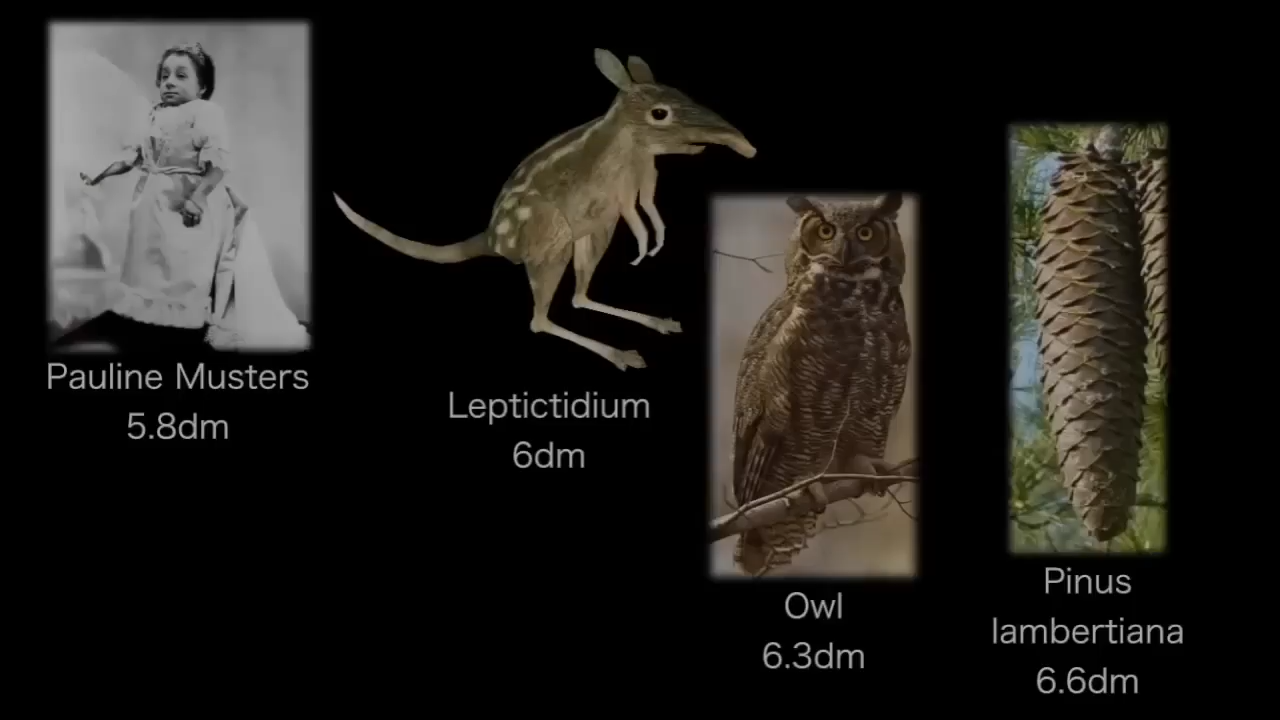 Pauline Musters
5.8dm
Leptictidium
6dm
Owl
6.3dm
Pinus
lambertiana
6.6dm